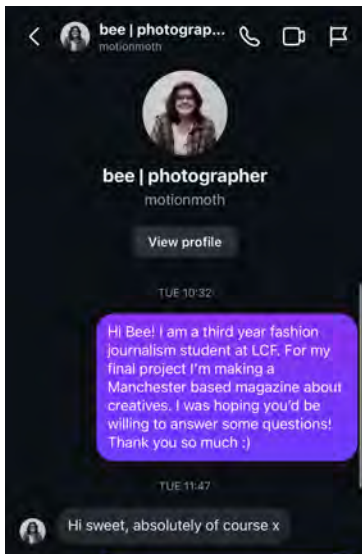 bee | photograp...
motionmoth
bee | photographer
motionmoth
View profile
TUE 10:32
Hi Bee! I am a third year fashion
journalism student at LCF. For my
final project I'm making a
Manchester based magazine about
creatives. I was hoping you'd be
willing to answer some questions!
Thank you so much :)
TUE 11:47
Hi sweet, absolutely of course x